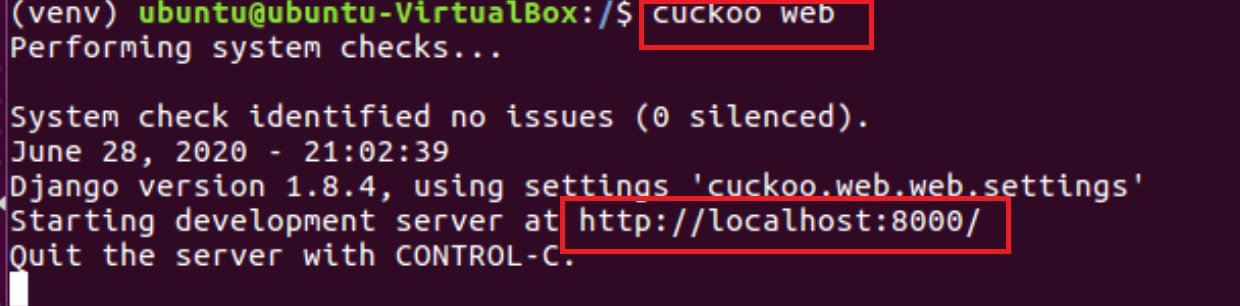 (venv) ubuntu@ubuntu-VirtualBox:/$ cuckoo web
Performing system checks...
System check identified no issues (0 silenced).
June 28, 2020 - 21:02:39
Django version 1.8.4, using settings 'cuckoo.web.web.settings'
Starting development server at http://localhost:8000/
Quit the server with CONTROL-C.